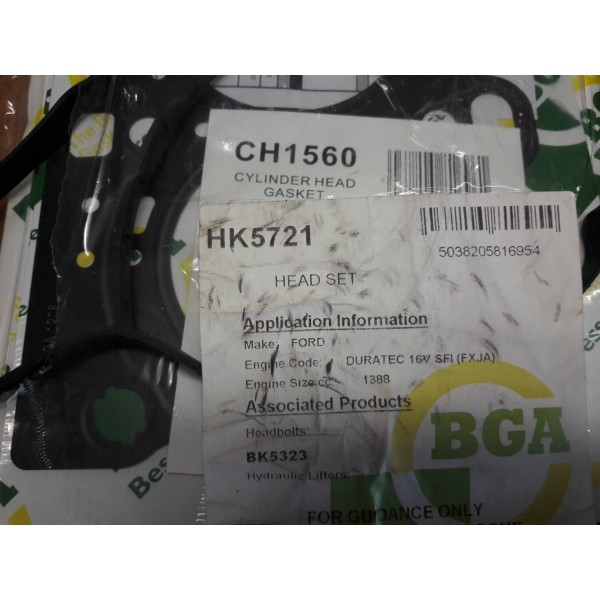 CH1560
CYLINDER HEAD
GASKET
HK5721
5038205816954
HEAD SET
Application Information
Make: FORD
Engine Code: DURATEC 16V SFI (FXJA)
Engine Size cc: 1388
Associated Products
Headbolts:
BK5323
Hydraulic Lifters:
BGA
FOR GUIDANCE ONLY